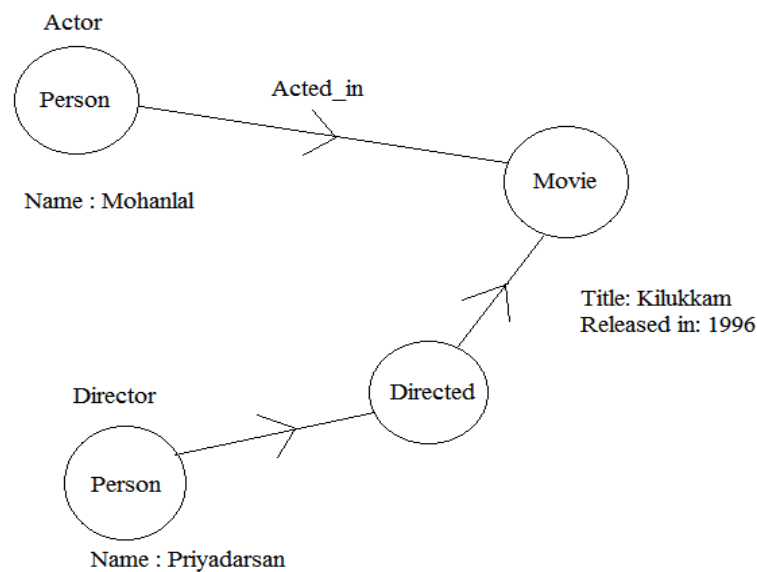 Actor
Person
Acted_in
Name : Mohanlal
Movie
Title: Kilukkam
Released in: 1996
Directed
Director
Person
Name : Priyadarsan